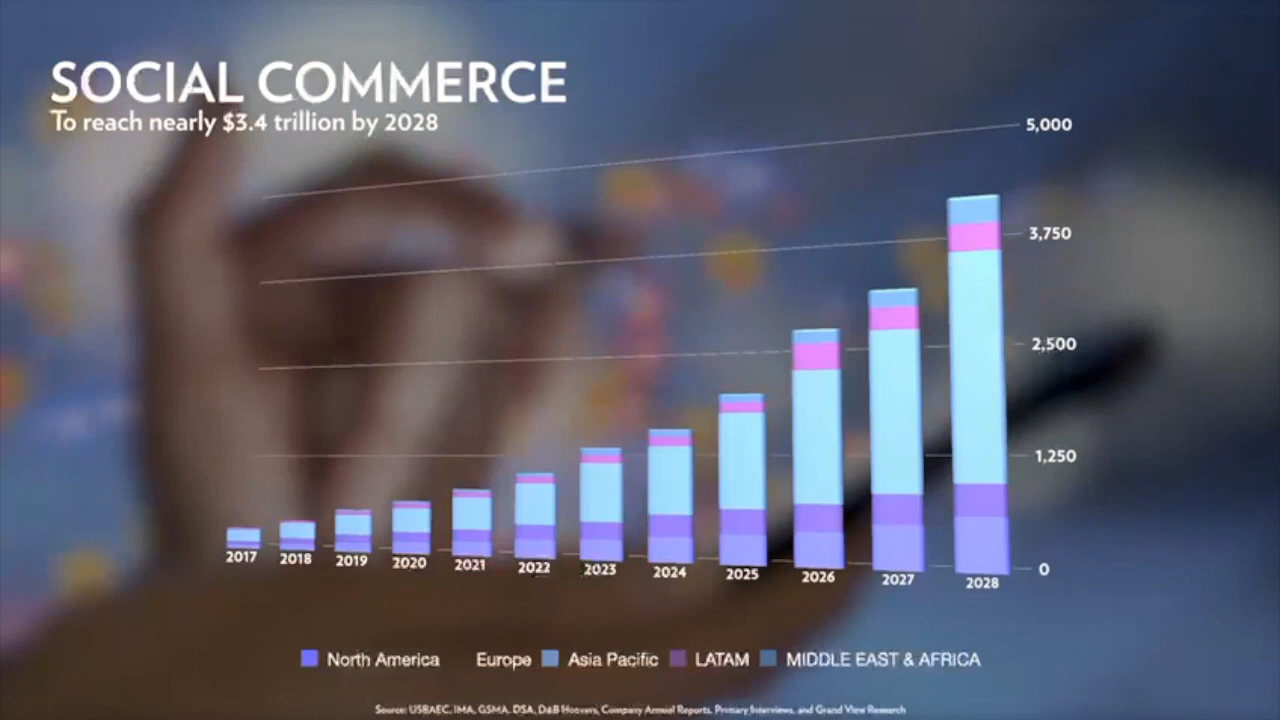 SOCIAL COMMERCE
To reach nearly $3.4 trillion by 2028
5,000
3,750
2,500
1,250
0
2017 2018 2019 2020 2021 2022 2023 2024 2025 2026 2027 2028
North America Europe Asia Pacific LATAM MIDDLE EAST & AFRICA
Source: USBAEC, IMA, GSMA, DSA, D&B Hoovers, Company Annual Reports, Primary Interviews, and Grand View Research